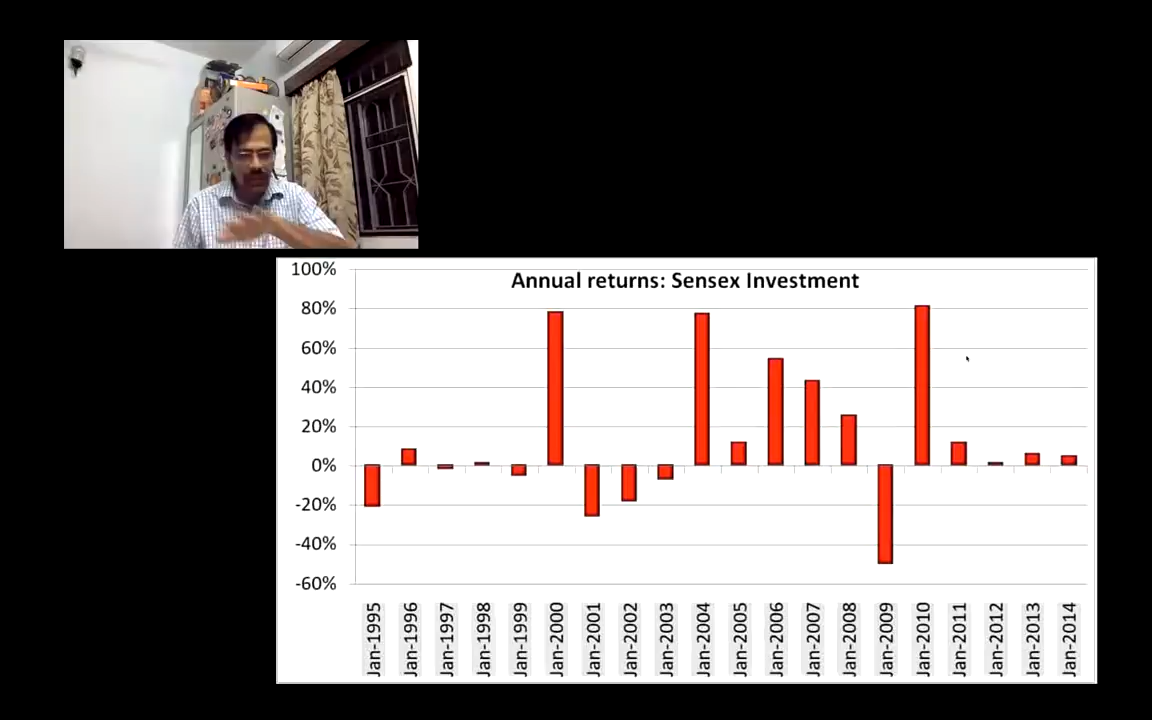 Annual returns: Sensex Investment
100%
80%
60%
40%
20%
0%
-20%
-40%
-60%
Jan-1995
Jan-1996
Jan-1997
Jan-1998
Jan-1999
Jan-2000
Jan-2001
Jan-2002
Jan-2003
Jan-2004
Jan-2005
Jan-2006
Jan-2007
Jan-2008
Jan-2009
Jan-2010
Jan-2011
Jan-2012
Jan-2013
Jan-2014